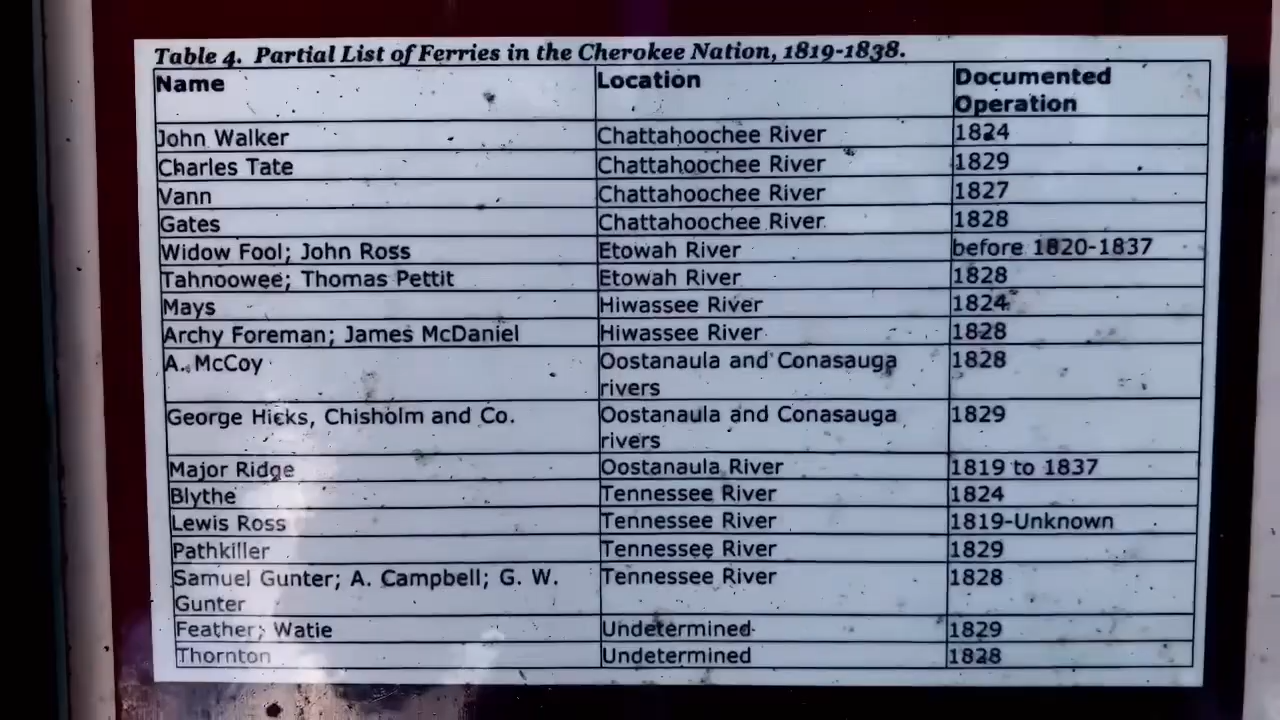 Table 4. Partial List of Ferries in the Cherokee Nation, 1819-1838.
Name Location Documented Operation
John Walker Chattahoochee River 1824
Charles Tate Chattahoochee River 1829
Vann Chattahoochee River 1827
Gates Chattahoochee River 1828
Widow Fool; John Ross Etowah River before 1820-1837
Tahnoowee; Thomas Pettit Etowah River 1828
Mays Hiwassee River 1824
Archy Foreman; James McDaniel Hiwassee River 1828
A. McCoy Oostanaula and Conasauga rivers 1828
George Hicks, Chisholm and Co. Oostanaula and Conasauga rivers 1829
Major Ridge Oostanaula River 1819 to 1837
Blythe Tennessee River 1824
Lewis Ross Tennessee River 1819-Unknown
Pathkiller Tennessee River 1829
Samuel Gunter; A. Campbell; G. W. Gunter Tennessee River 1828
Feather; Watie Undetermined 1829
Thornton Undetermined 1828